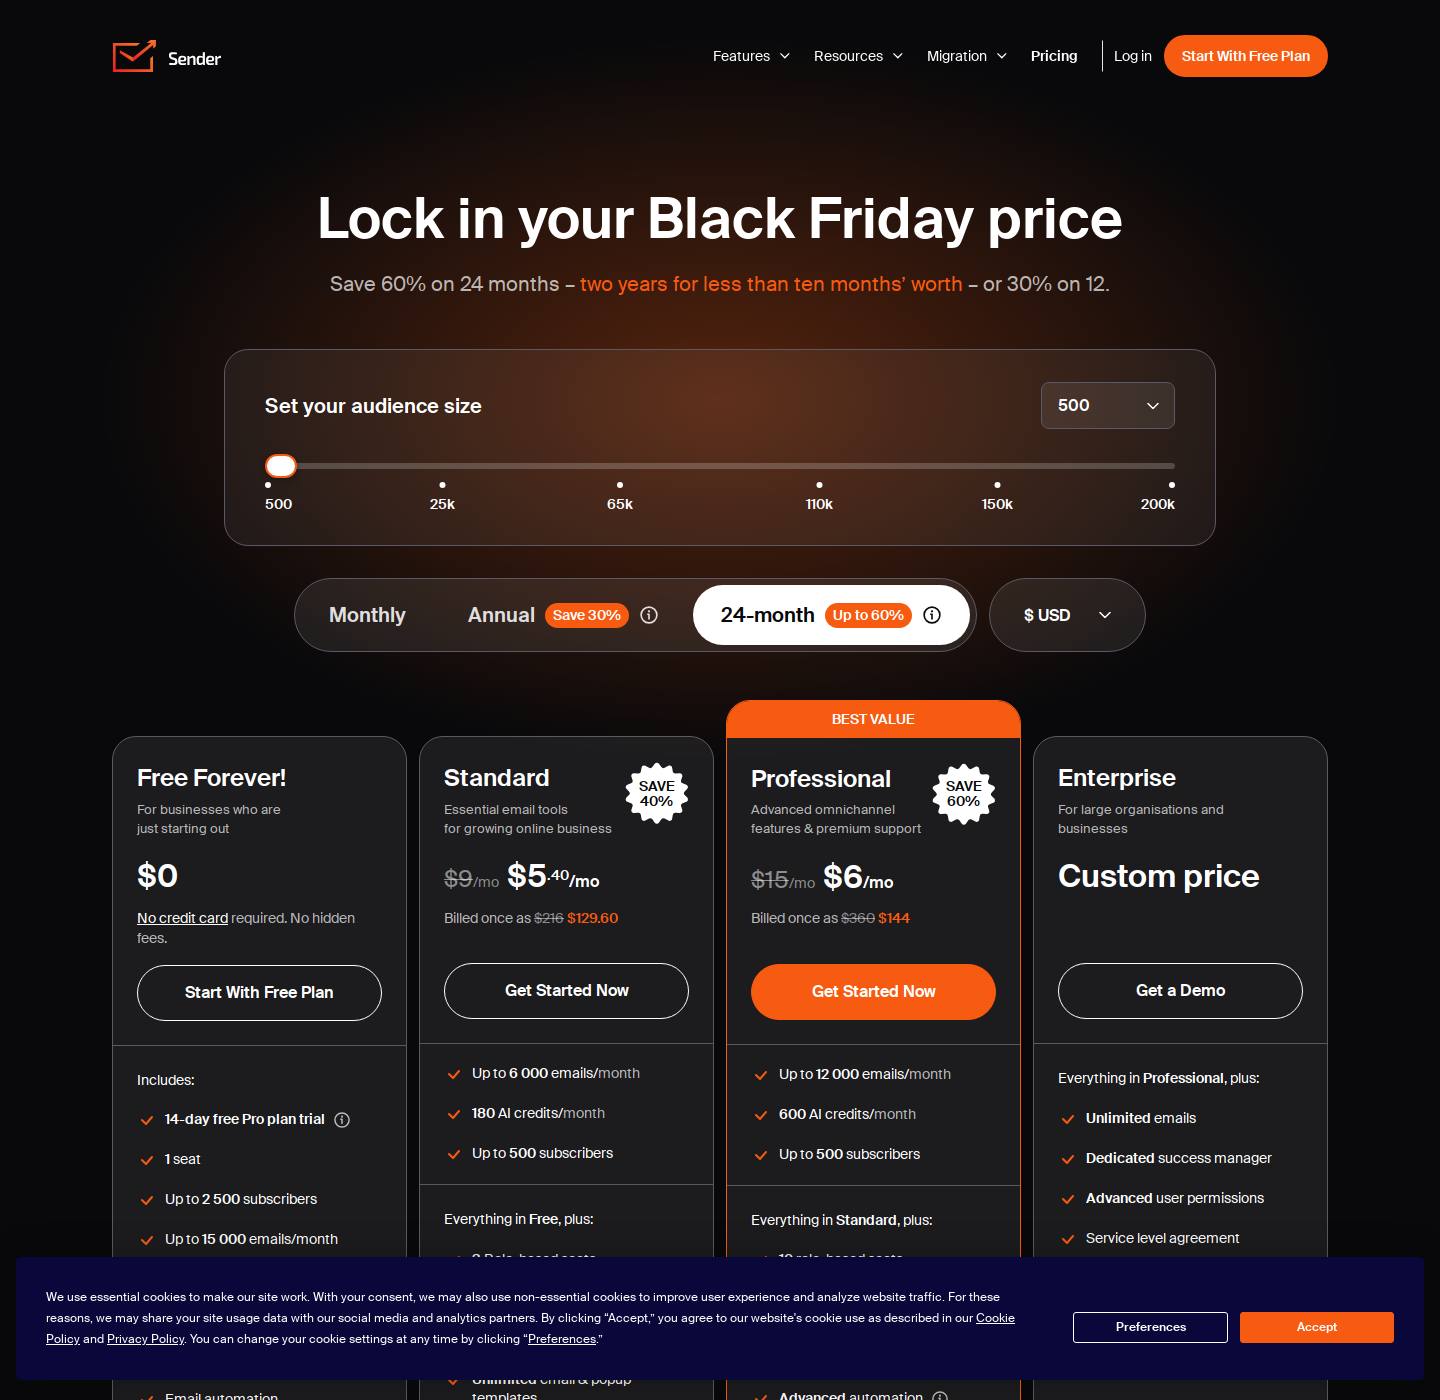 Sender
Features
Resources
Migration
Pricing
Log in
Start With Free Plan
Lock in your Black Friday price
Save 60% on 24 months – two years for less than ten months’ worth – or 30% on 12.
Set your audience size
500
500
25k
65k
110k
150k
200k
Monthly
Annual
Save 30%
24-month
Up to 60%
$ USD
Free Forever!
For businesses who are
just starting out
$0
No credit card required. No hidden
fees.
Start With Free Plan
Includes:
14-day free Pro plan trial
1 seat
Up to 2 500 subscribers
Up to 15 000 emails/month
Email automation
Standard
SAVE
40%
Essential email tools
for growing online business
$9/mo $5.40/mo
Billed once as $216 $129.60
Get Started Now
Up to 6 000 emails/month
180 AI credits/month
Up to 500 subscribers
Everything in Free, plus:
Unlimited email & popup
templates
BEST VALUE
Professional
SAVE
60%
Advanced omnichannel
features & premium support
$15/mo $6/mo
Billed once as $360 $144
Get Started Now
Up to 12 000 emails/month
600 AI credits/month
Up to 500 subscribers
Everything in Standard, plus:
Advanced automation
Enterprise
For large organisations and
businesses
Custom price
Get a Demo
Everything in Professional, plus:
Unlimited emails
Dedicated success manager
Advanced user permissions
Service level agreement
We use essential cookies to make our site work. With your consent, we may also use non-essential cookies to improve user experience and analyze website traffic. For these
reasons, we may share your site usage data with our social media and analytics partners. By clicking “Accept,” you agree to our website's cookie use as described in our Cookie
Policy and Privacy Policy. You can change your cookie settings at any time by clicking “Preferences.”
Preferences
Accept